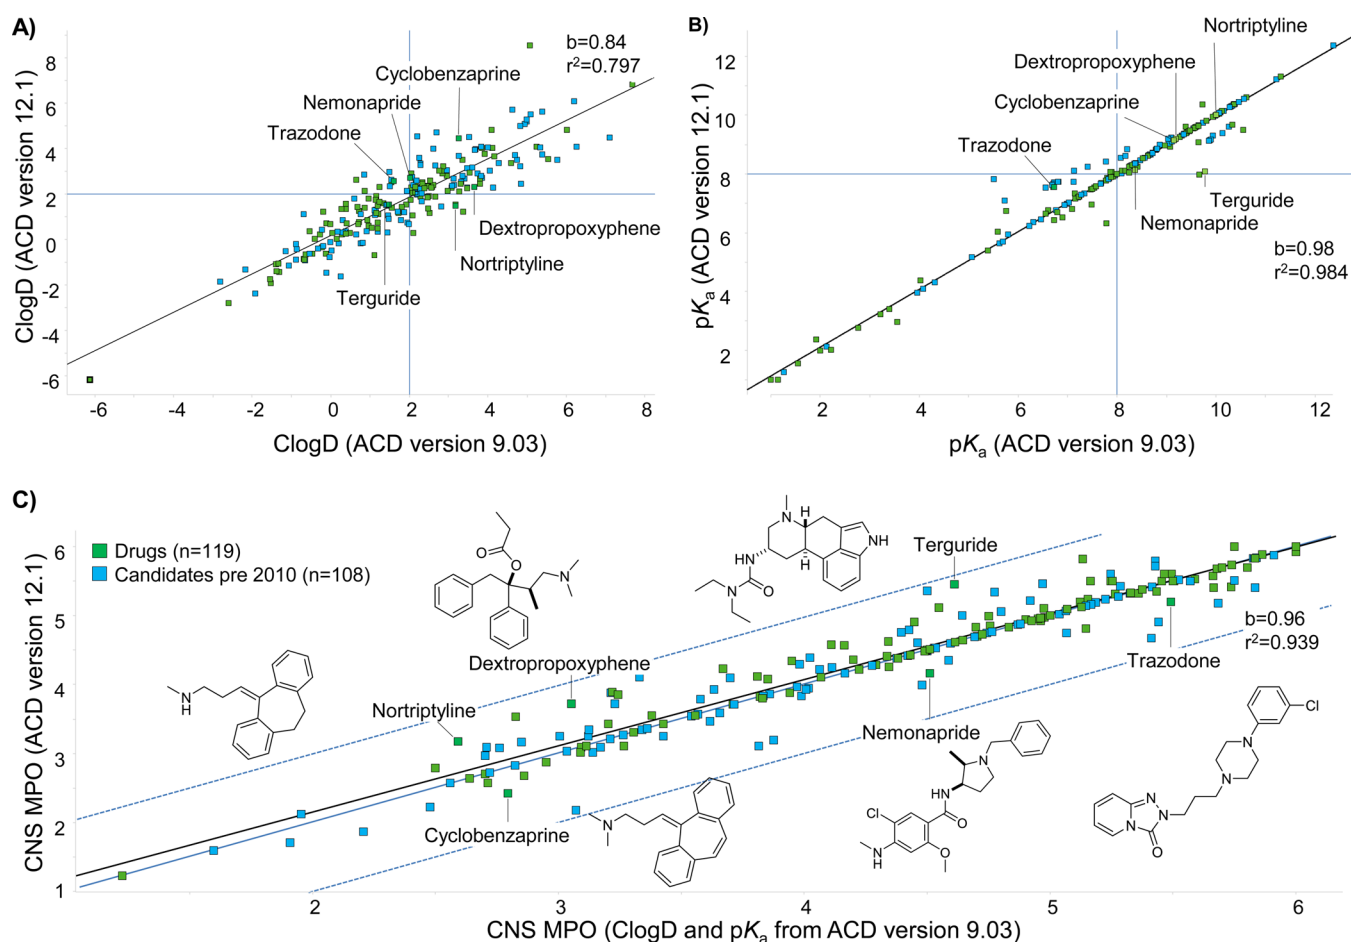 A)
ClogD (ACD version 12.1)
8
6
4
2
0
-2
-4
-6
b=0.84
r²=0.797
Cyclobenzaprine
Nemonapride
Trazodone
Dextropropoxyphene
Nortriptyline
Terguride
-6 -4 -2 0 2 4 6 8
ClogD (ACD version 9.03)
B)
pKa (ACD version 12.1)
12
10
8
6
4
2
Nortriptyline
Dextropropoxyphene
Cyclobenzaprine
Trazodone
Terguride
Nemonapride
b=0.98
r²=0.984
2 4 6 8 10 12
pKa (ACD version 9.03)
C)
CNS MPO (ACD version 12.1)
6
5
4
3
2
1
Drugs (n=119)
Candidates pre 2010 (n=108)
Terguride
b=0.96
r²=0.939
Trazodone
Dextropropoxyphene
Nortriptyline
Nemonapride
Cyclobenzaprine
O
O
N
N
H
H
NH
HN
O
N
N
H
N
Cl
N
HN
O
Cl
N
H
O
N
N
N
N
N
O
2 3 4 5 6
CNS MPO (ClogD and pKa from ACD version 9.03)